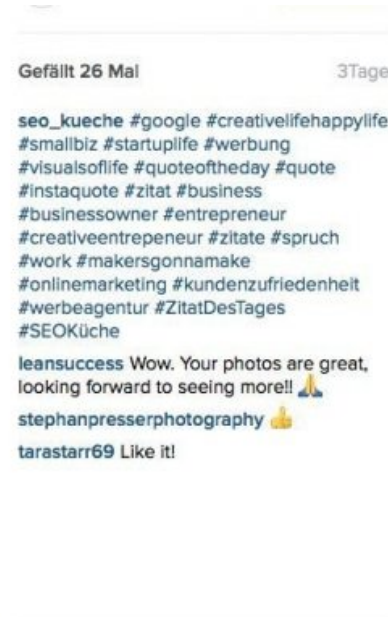 Gefällt 26 Mal
3Tage
seo_kueche #google #creativelifehappylife
#smallbiz #startuplife #werbung
#visualsoflife #quoteoftheday #quote
#instaquote #zitat #business
#businessowner #entrepreneur
#creativeentrepeneur #zitate #spruch
#work #makersgonnamake
#onlinemarketing #kundenzufriedenheit
#werbeagentur #ZitatDesTages
#SEOKüche
leansuccess Wow. Your photos are great,
looking forward to seeing more!! 🙏
stephanpresserphotography 👍
tarastarr69 Like it!